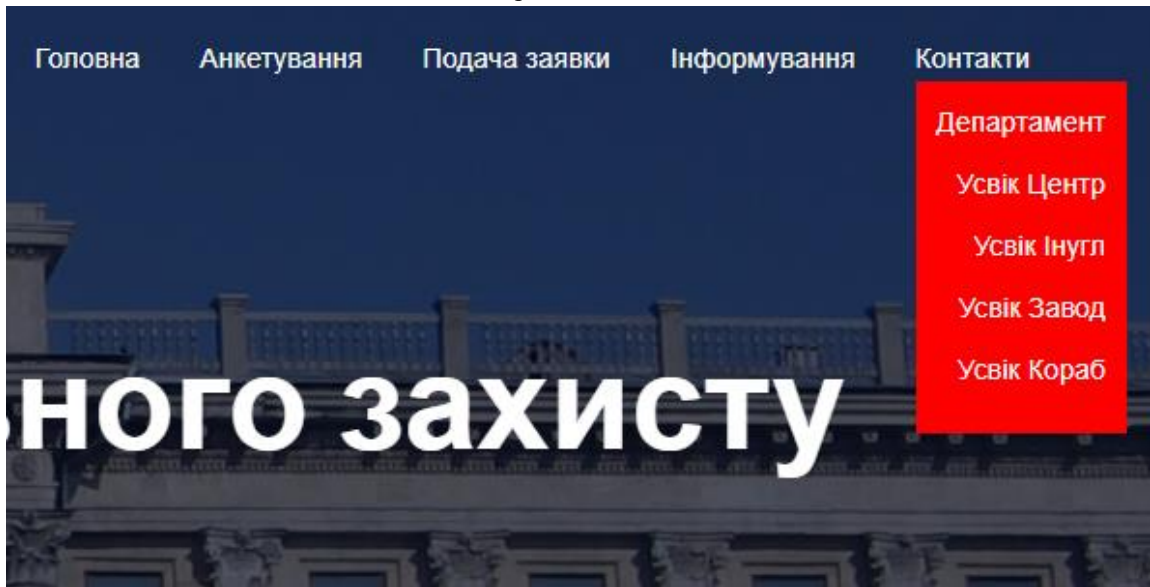 Головна Анкетування Подача заявки Інформування Контакти
Департамент
Усвік Центр
Усвік Інугл
Усвік Завод
Усвік Кораб
ного захисту